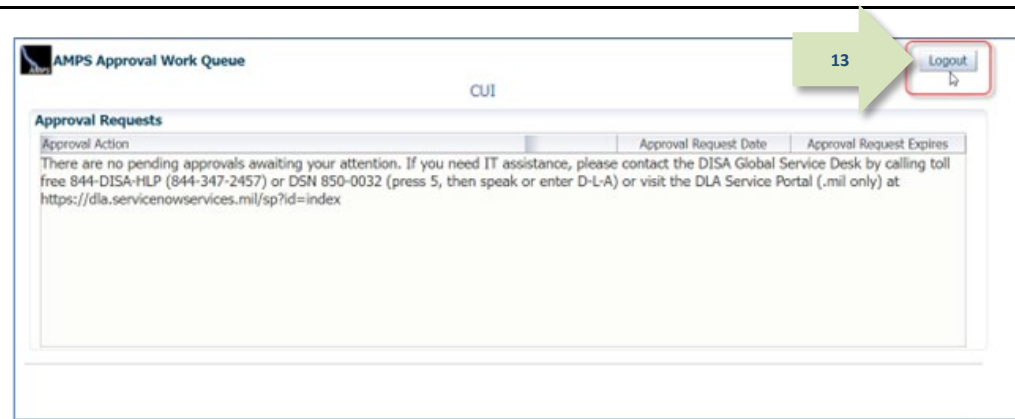 AMPS Approval Work Queue
13
Logout
CUI
Approval Requests
Approval Action Approval Request Date Approval Request Expires
There are no pending approvals awaiting your attention. If you need IT assistance, please contact the DISA Global Service Desk by calling toll
free 844-DISA-HLP (844-347-2457) or DSN 850-0032 (press 5, then speak or enter D-L-A) or visit the DLA Service Portal (.mil only) at
https://dla.servicenowservices.mil/sp?id=index